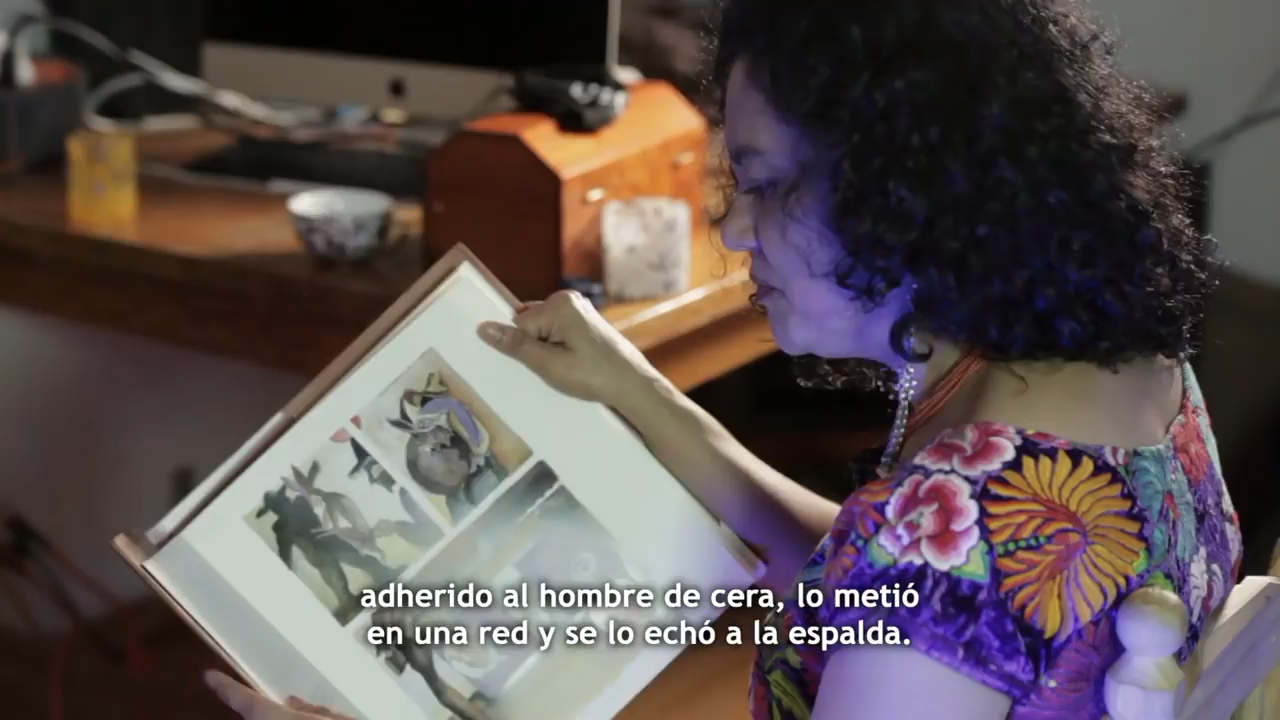 adherido al hombre de cera, lo metió
en una red y se lo echó a la espalda.